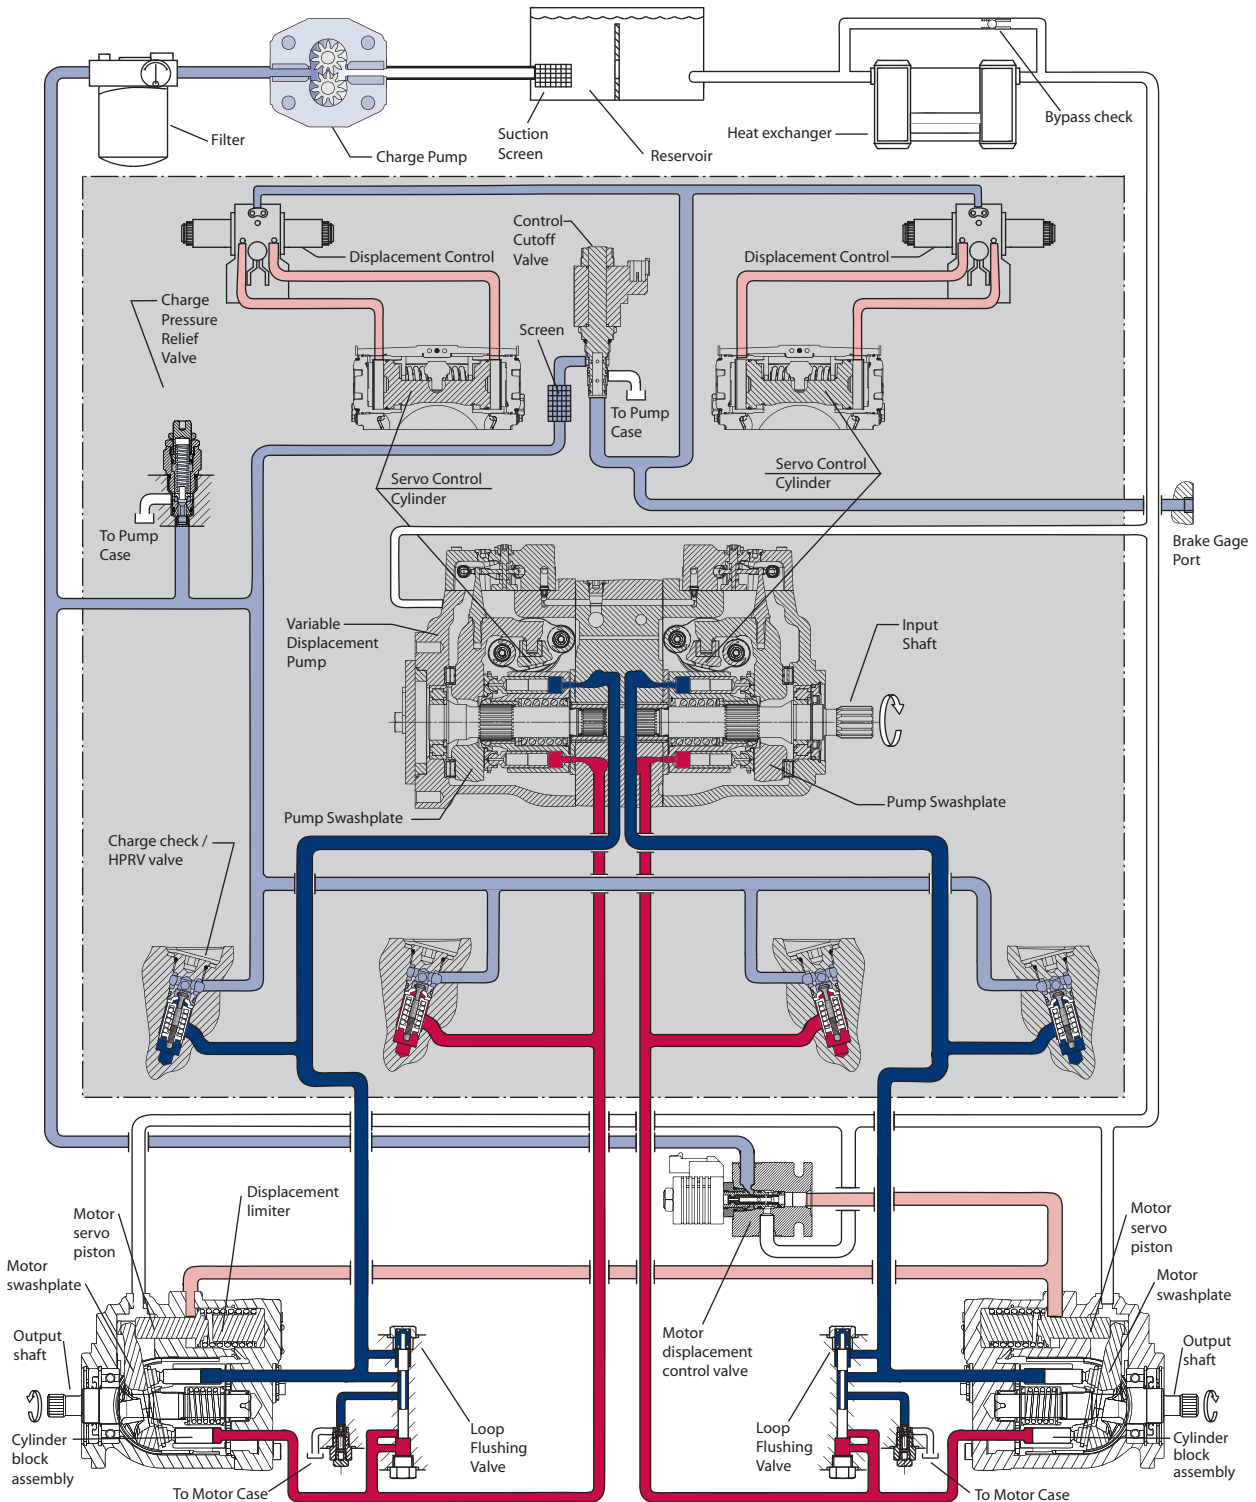 Filter
Charge Pump
Suction
Screen
Reservoir
Heat exchanger
Bypass check
Control
Cutoff
Valve
Displacement Control
Displacement Control
Charge
Pressure
Relief
Valve
Screen
To Pump
Case
Servo Control
Cylinder
Servo Control
Cylinder
To Pump
Case
Brake Gage
Port
Variable
Displacement
Pump
Input
Shaft
Pump Swashplate
Pump Swashplate
Charge check /
HPRV valve
Displacement
limiter
Motor
servo
piston
Motor
swashplate
Output
shaft
Cylinder
block
assembly
To Motor Case
Loop
Flushing
Valve
Motor
displacement
control valve
Loop
Flushing
Valve
Motor
servo
piston
Motor
swashplate
Output
shaft
Cylinder
block
assembly
To Motor Case